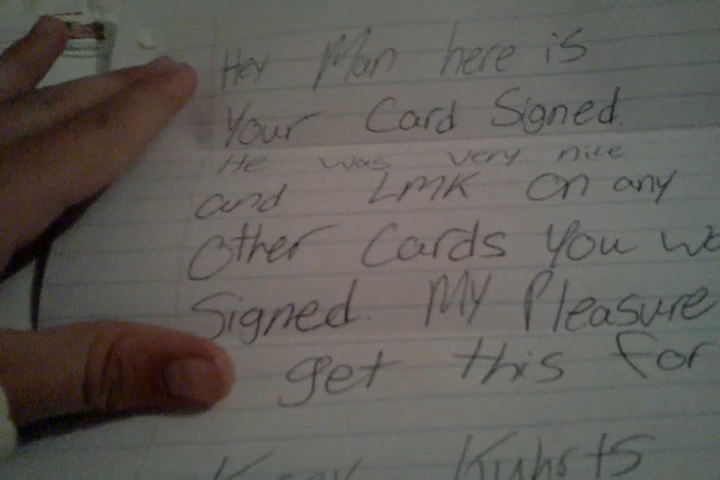 Hey Man here is
Your Card Signed.
He was very nice
and LMK on any
Other Cards You
Signed. My Pleasure
get this for